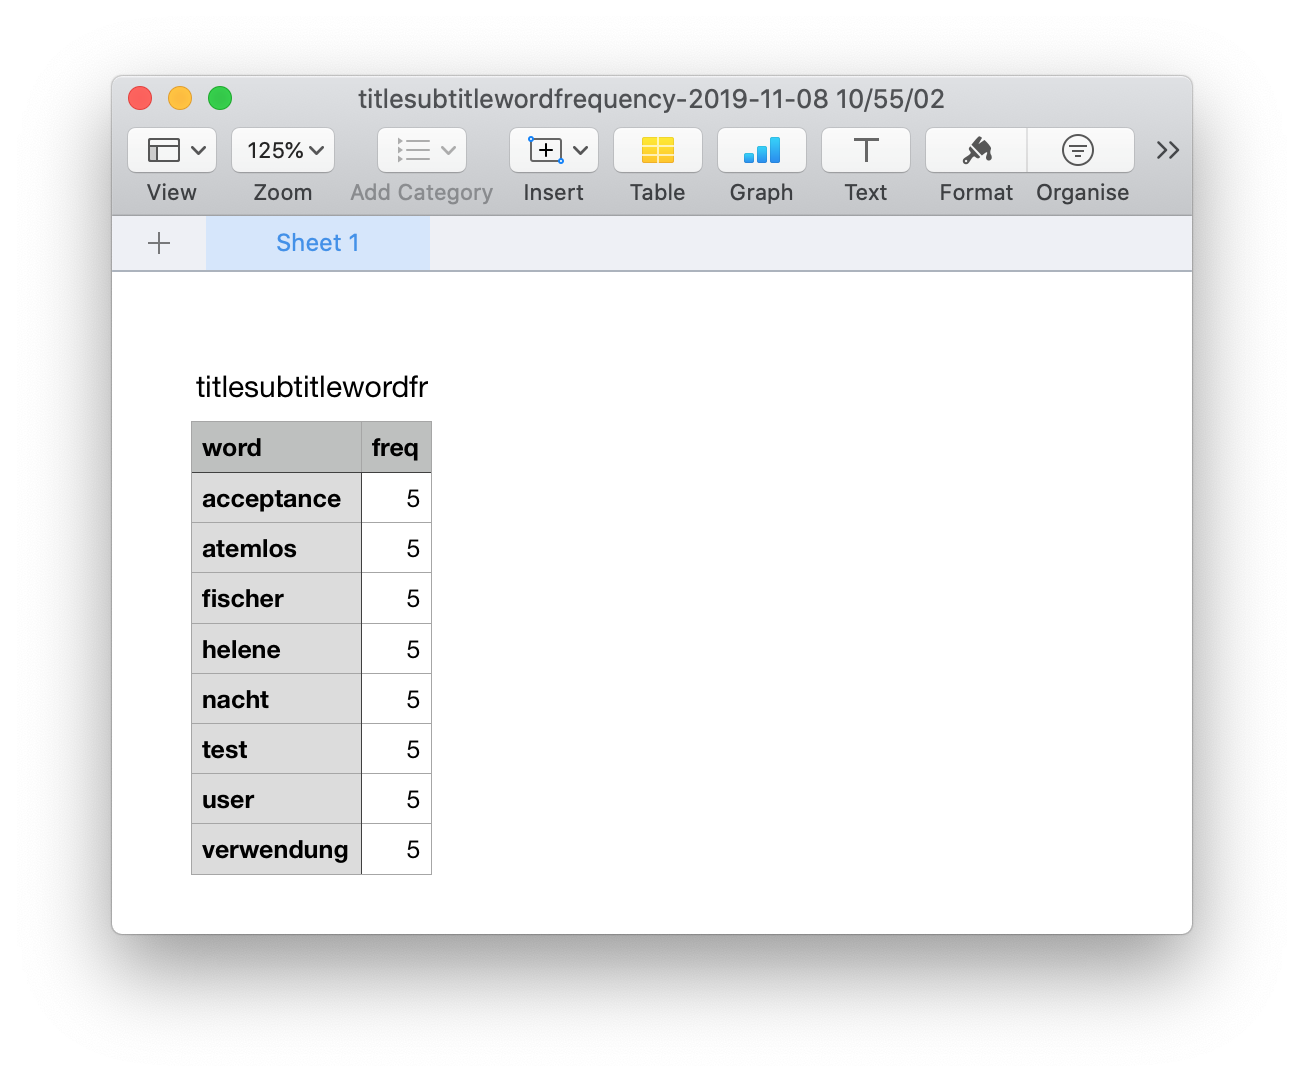 titlesubtitlewordfrequency-2019-11-08 10/55/02
125%
View Zoom Add Category Insert Table Graph Text Format Organise
Sheet 1
titlesubtitlewordfr
word freq
acceptance 5
atemlos 5
fischer 5
helene 5
nacht 5
test 5
user 5
verwendung 5